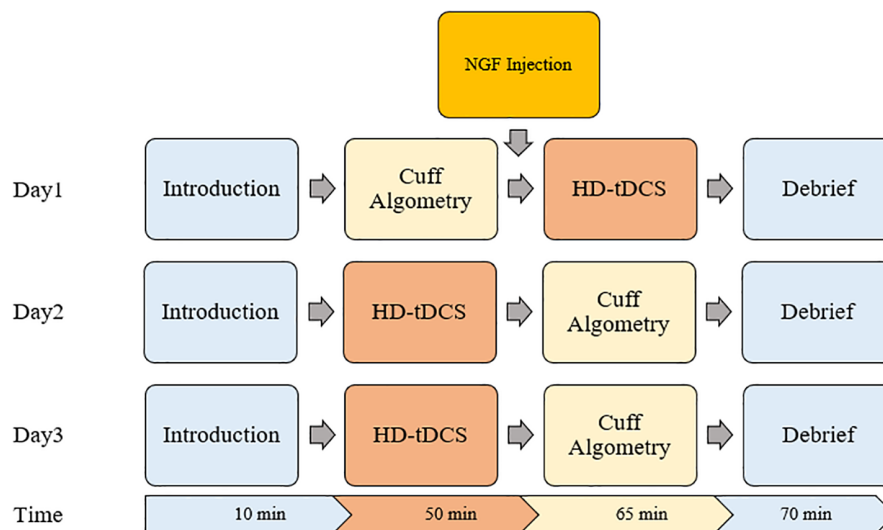 NGF Injection
Day1
Introduction
Cuff
Algometry
HD-tDCS
Debrief
Day2
Introduction
HD-tDCS
Cuff
Algometry
Debrief
Day3
Introduction
HD-tDCS
Cuff
Algometry
Debrief
Time
10 min
50 min
65 min
70 min